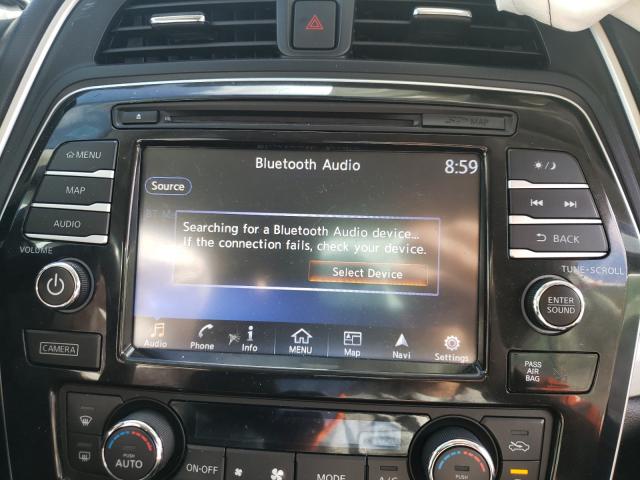 MAP
MENU
MAP
AUDIO
VOLUME
CAMERA
Bluetooth Audio
8:59
Source
Searching for a Bluetooth Audio device...
If the connection fails, check your device.
Select Device
Audio
Phone
Info
MENU
Map
Navi
Settings
BACK
TUNE·SCROLL
ENTER
SOUND
PASS
AIR
BAG
PUSH
AUTO
ON·OFF
MODE
A/C
PUSH